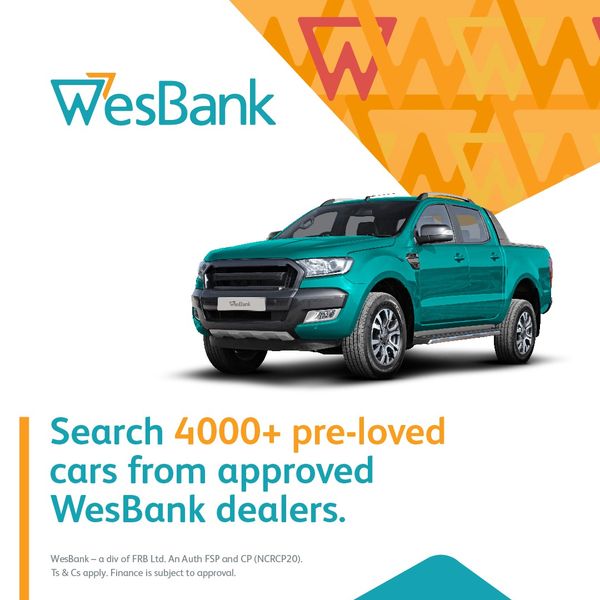 WesBank
WesBank
Search 4000+ pre-loved
cars from approved
WesBank dealers.
WesBank – a div of FRB Ltd. An Auth FSP and CP (NCRCP20).
Ts & Cs apply. Finance is subject to approval.